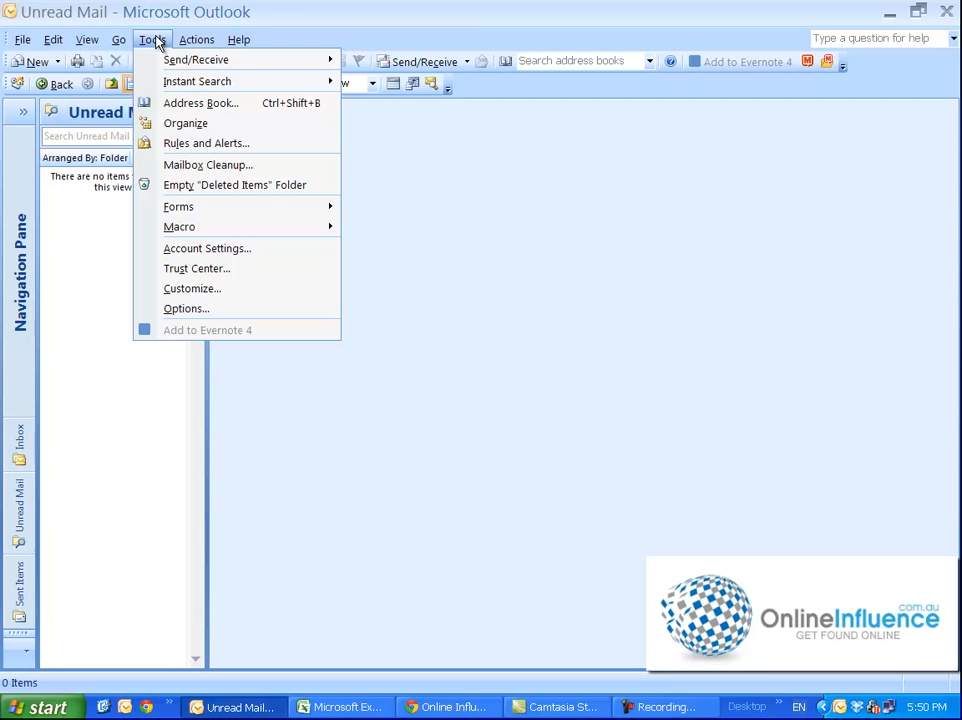 Unread Mail - Microsoft Outlook
File Edit View Go Tools Actions Help
Type a question for help
New
Send/Receive
Search address books
Add to Evernote 4
Back
w
Send/Receive
Instant Search
Address Book... Ctrl+Shift+B
Organize
Rules and Alerts...
Mailbox Cleanup...
Empty "Deleted Items" Folder
Forms
Macro
Account Settings...
Trust Center...
Customize...
Options...
Add to Evernote 4
Unread
Search Unread Mail
Arranged By: Folder
There are no items
this view
Navigation Pane
Inbox
Unread Mail
Sent Items
OnlineInfluence
.com.au
GET FOUND ONLINE
0 Items
start
Unread Mail...
Microsoft Ex...
Online Influ...
Camtasia St...
Recording...
Desktop
EN
5:50 PM